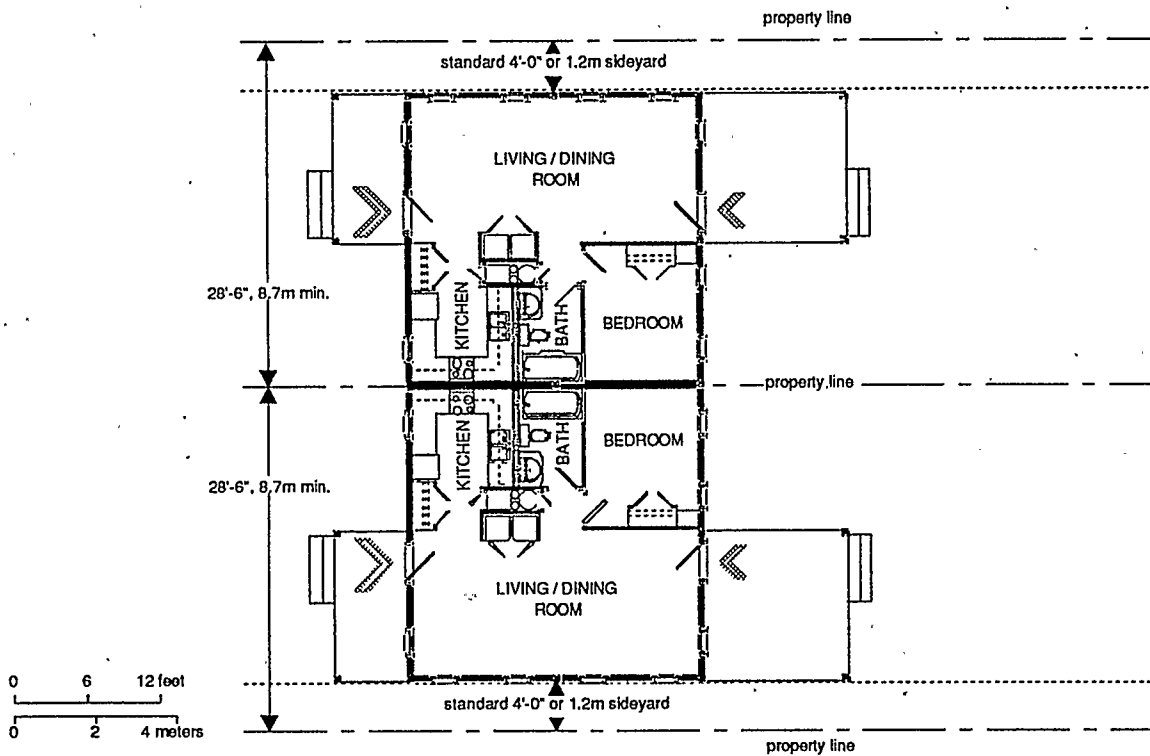 property line
standard 4'-0" or 1.2m sideyard
LIVING / DINING
ROOM
28'-6", 8.7m min.
KITCHEN
BATH
BEDROOM
property line
KITCHEN
BATH
BEDROOM
28'-6", 8.7m min.
LIVING / DINING
ROOM
0 6 12 feet
0 2 4 meters
standard 4'-0" or 1.2m sideyard
property line